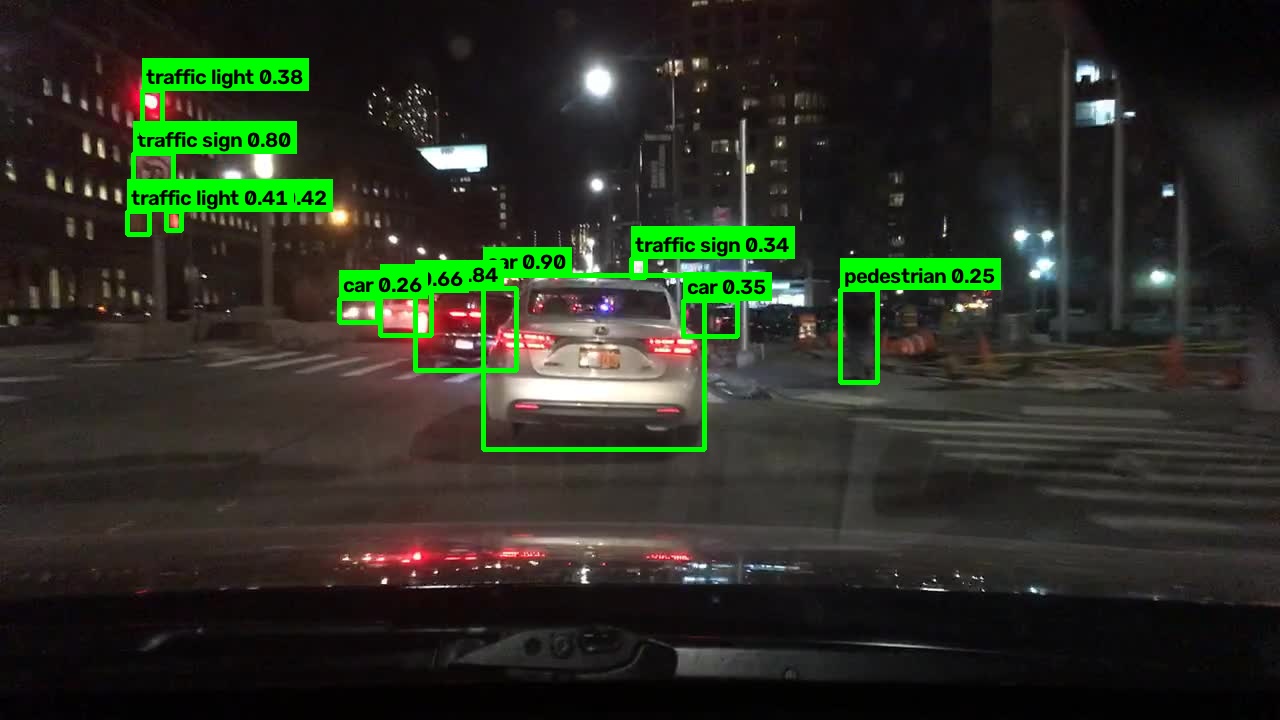 traffic light 0.38
traffic sign 0.80
traffic light 0.41 .42
traffic sign 0.34
car 0.90
.84
0.66
car 0.26
car 0.35
pedestrian 0.25